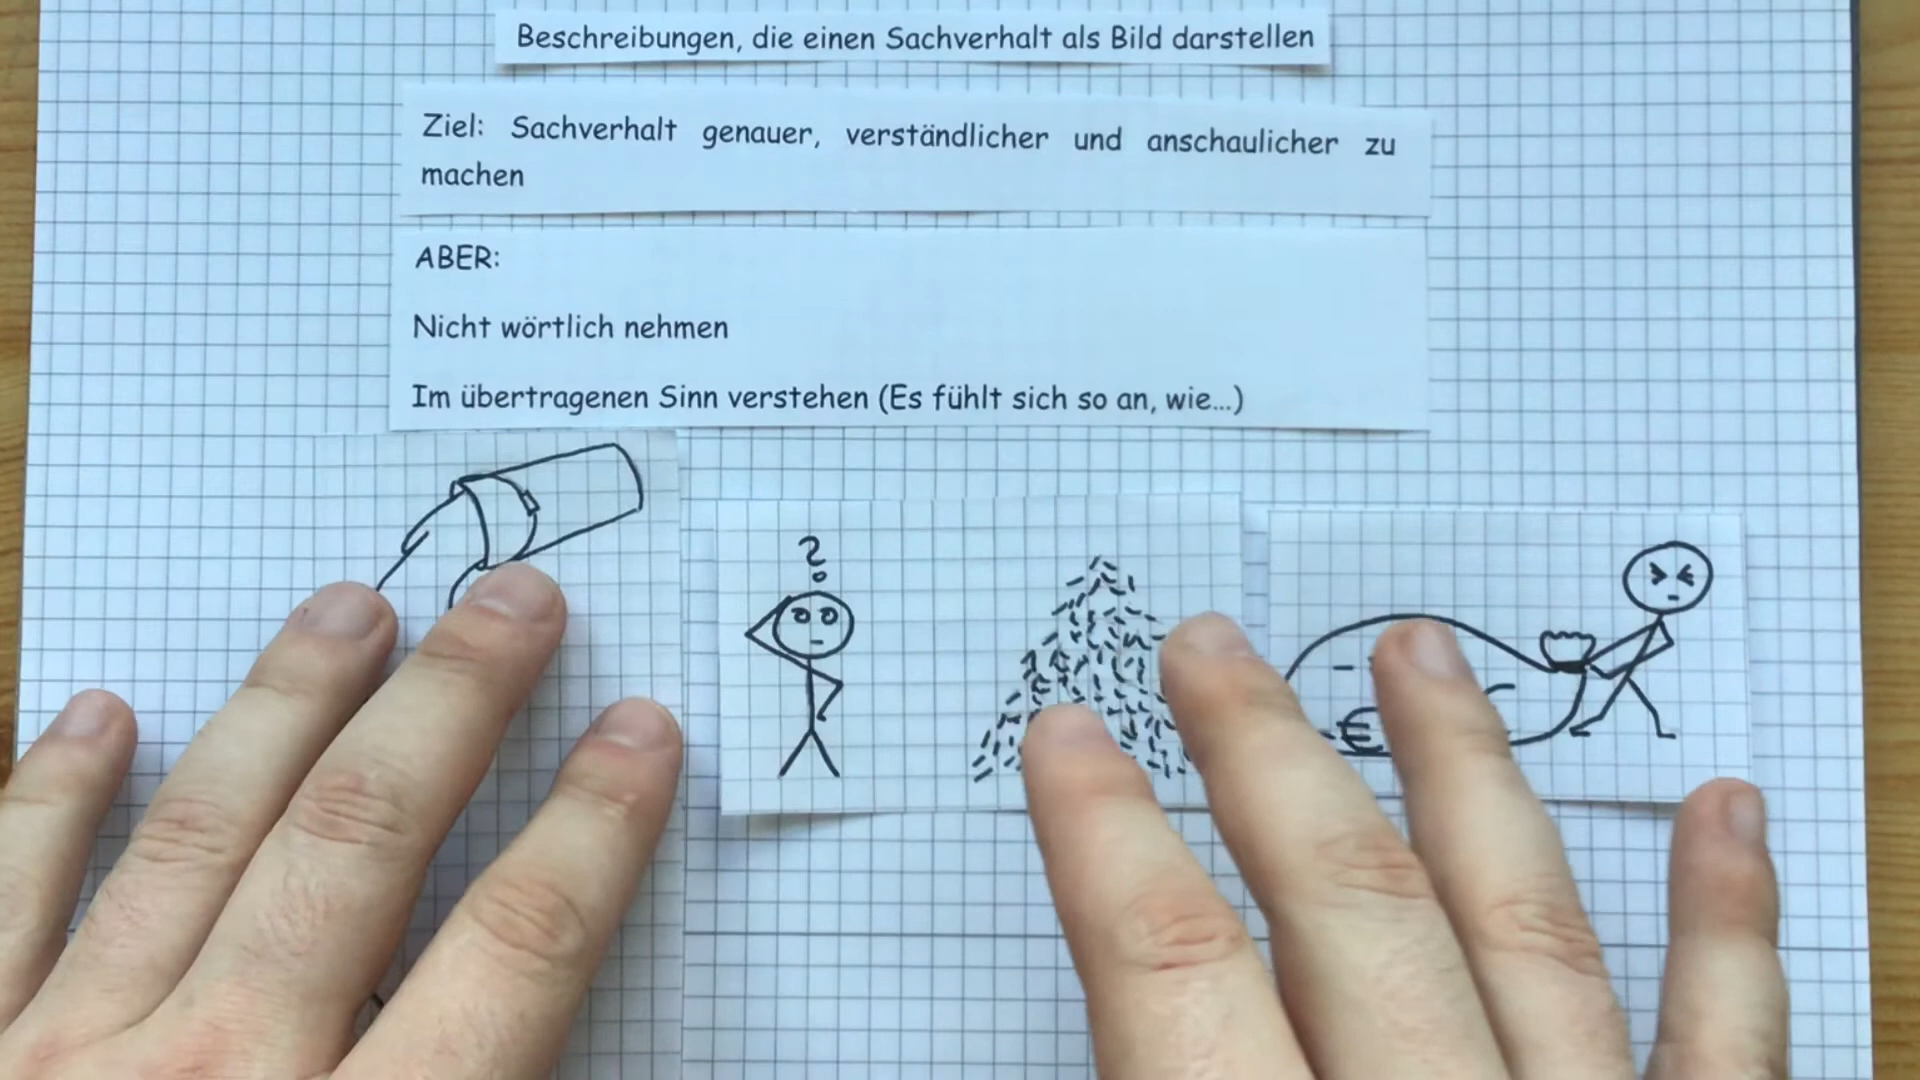 Beschreibungen, die einen Sachverhalt als Bild darstellen
Ziel: Sachverhalt genauer, verständlicher und anschaulicher zu
machen
ABER:
Nicht wörtlich nehmen
Im übertragenen Sinn verstehen (Es fühlt sich so an, wie...)
?
€